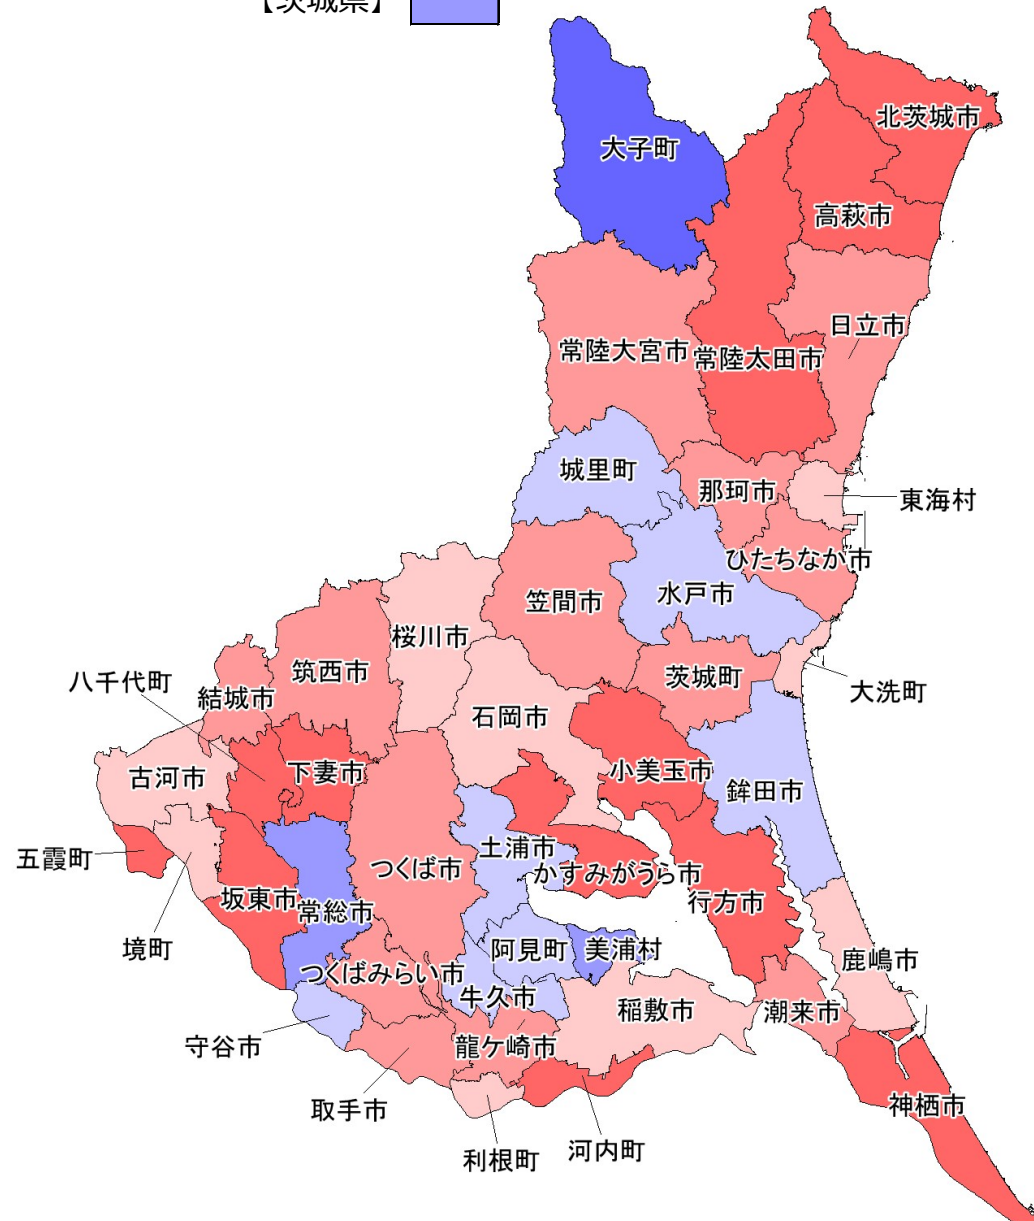 【茨城県】
大子町
北茨城市
高萩市
日立市
常陸大宮市
常陸太田市
城里町
那珂市
東海村
ひたちなか市
水戸市
笠間市
桜川市
筑西市
茨城町
大洗町
八千代町
結城市
石岡市
古河市
下妻市
小美玉市
鉾田市
五霞町
土浦市
つくば市
かすみがうら市
坂東市
常総市
行方市
境町
阿見町
美浦村
鹿嶋市
つくばみらい市
牛久市
稲敷市
潮来市
守谷市
龍ケ崎市
取手市
神栖市
利根町
河内町